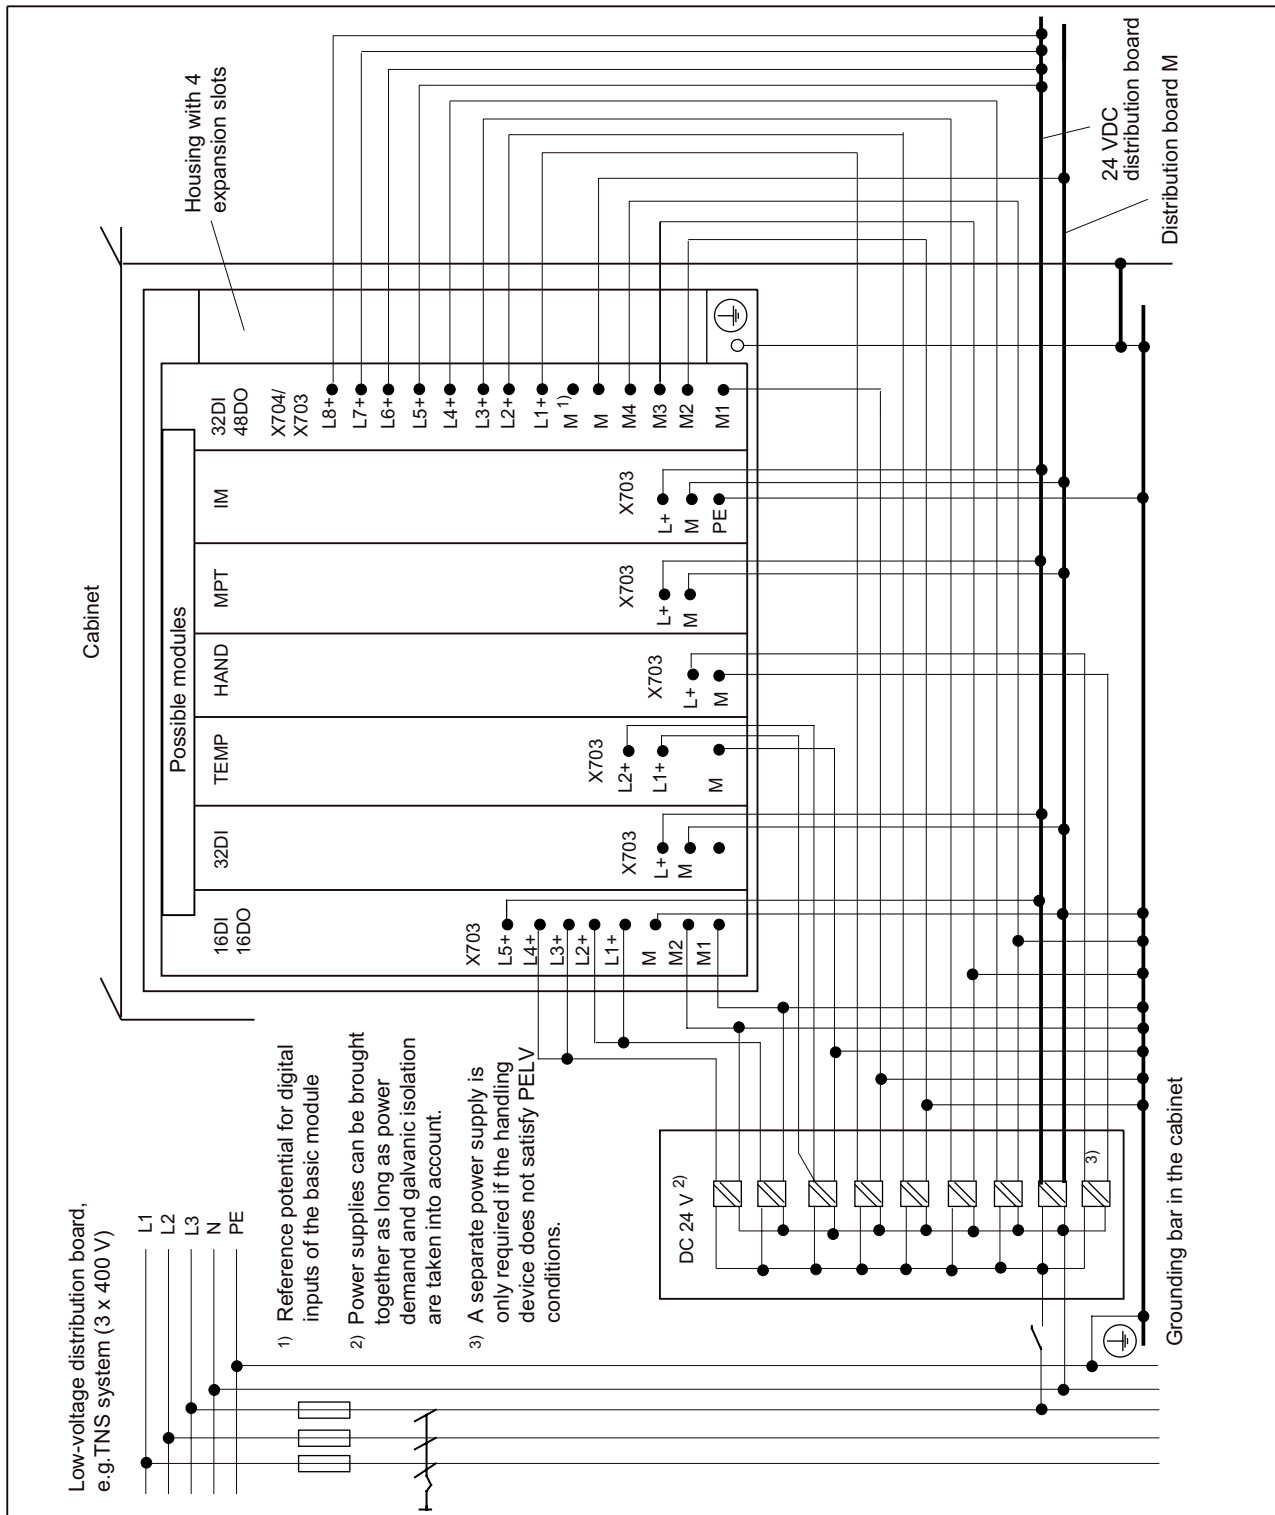 Cabinet
Housing with 4
expansion slots
Possible modules
16DI
16DO
32DI
TEMP
HAND
MPT
IM
32DI
48DO
X704/
X703
L8+
L7+
L6+
L5+
L4+
L3+
L2+
L1+
M 1)
M
M4
M3
M2
M1
X703
L+
M
PE
X703
L+
M
X703
L+
M
X703
L2+
L1+
M
X703
L+
M
X703
L5+
L4+
L3+
L2+
L1+
M
M2
M1
24 VDC
distribution board
Distribution board M
Low-voltage distribution board,
e.g.TNS system (3 x 400 V)
L1
L2
L3
N
PE
1) Reference potential for digital
inputs of the basic module
2) Power supplies can be brought
together as long as power
demand and galvanic isolation
are taken into account.
3) A separate power supply is
only required if the handling
device does not satisfy PELV
conditions.
DC 24 V 2)
3)
Grounding bar in the cabinet